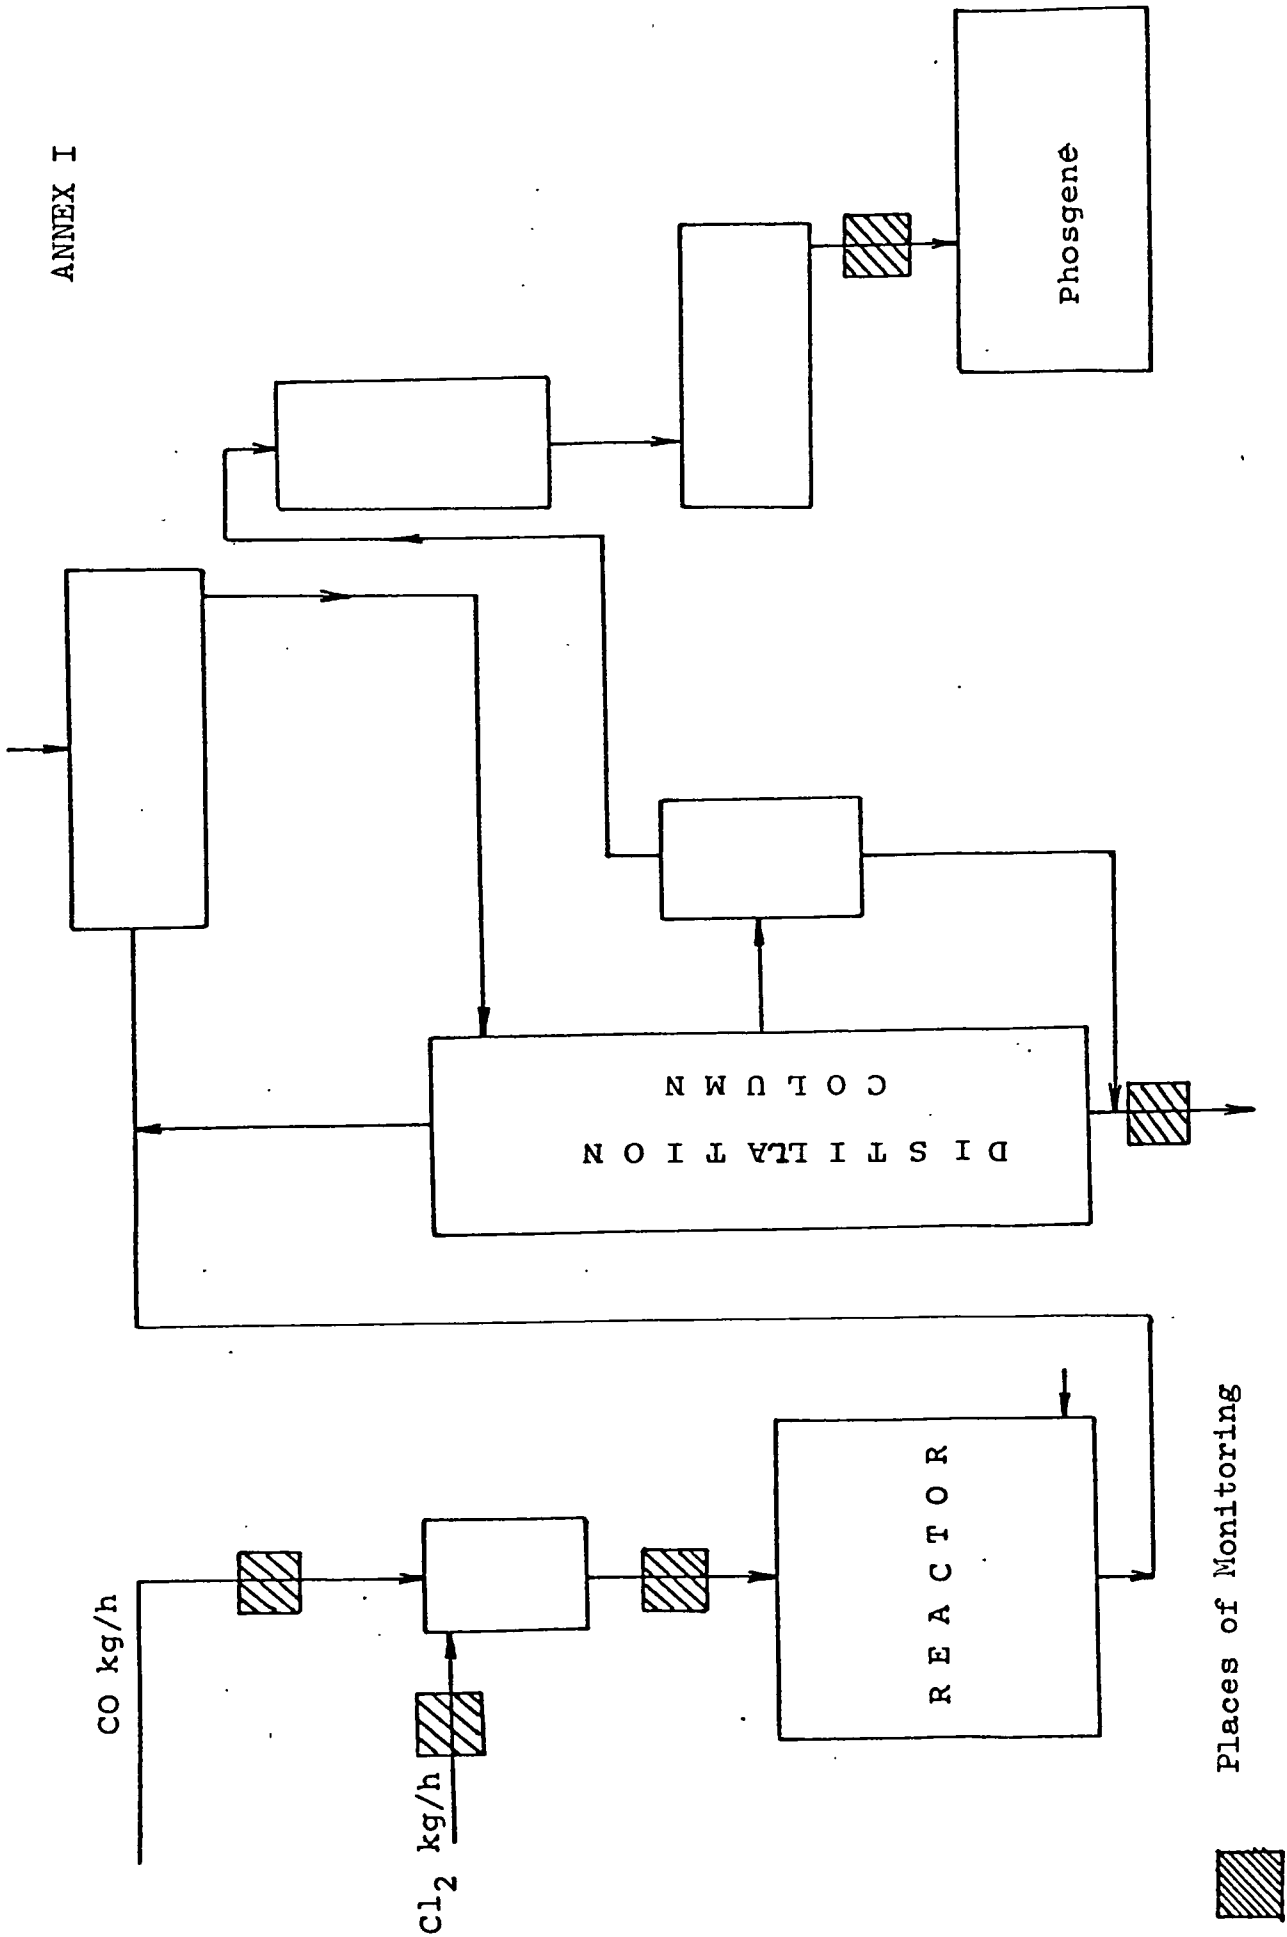 ANNEX I
CO kg/h
Cl2 kg/h
REACTOR
DISTILLATION
COLUMN
Phosgene
Places of Monitoring